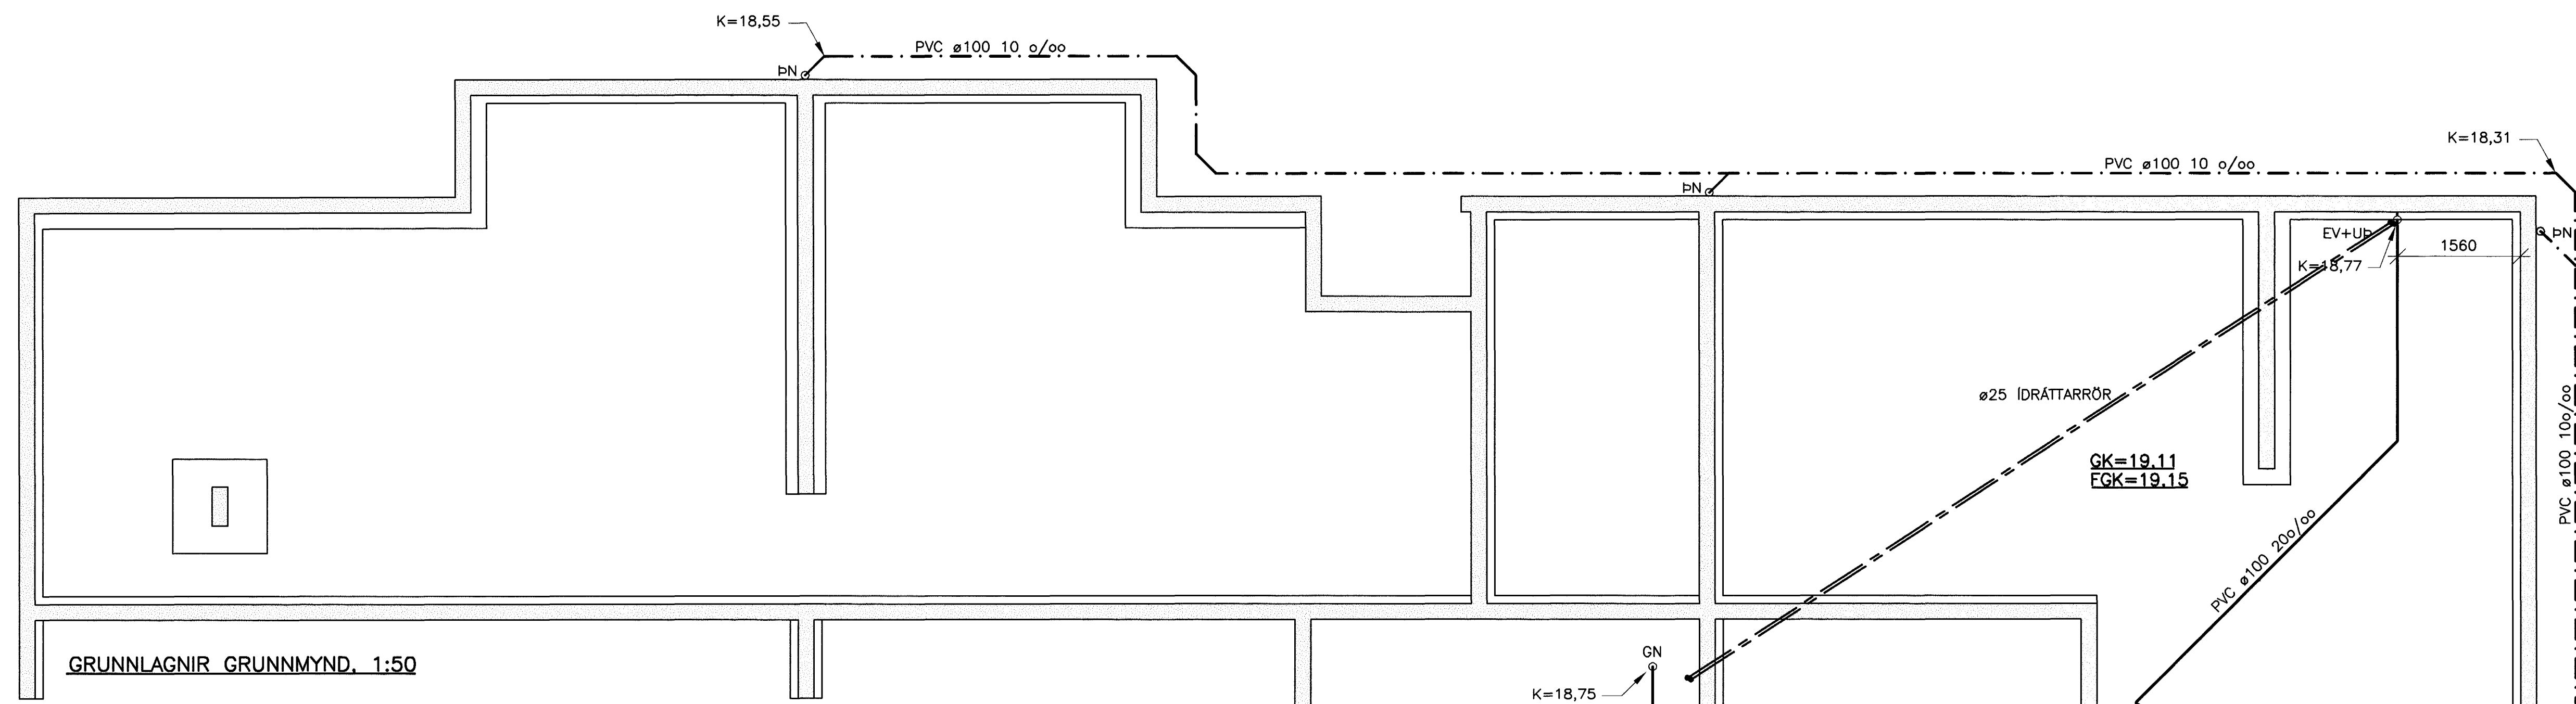 K=18,55
PVC ø100 10 o/oo
ÞN
K=18,31
PVC ø100 10 o/oo
ÞN
EV+UÞ
ÞN
1560
K=18,77
ø25 ÍDRÁTTARRÖR
PVC ø100 10o/oo
GK=19,11
FGK=19,15
PVC ø100 20o/oo
GRUNNLAGNIR GRUNNMYND, 1:50
GN
K=18,75